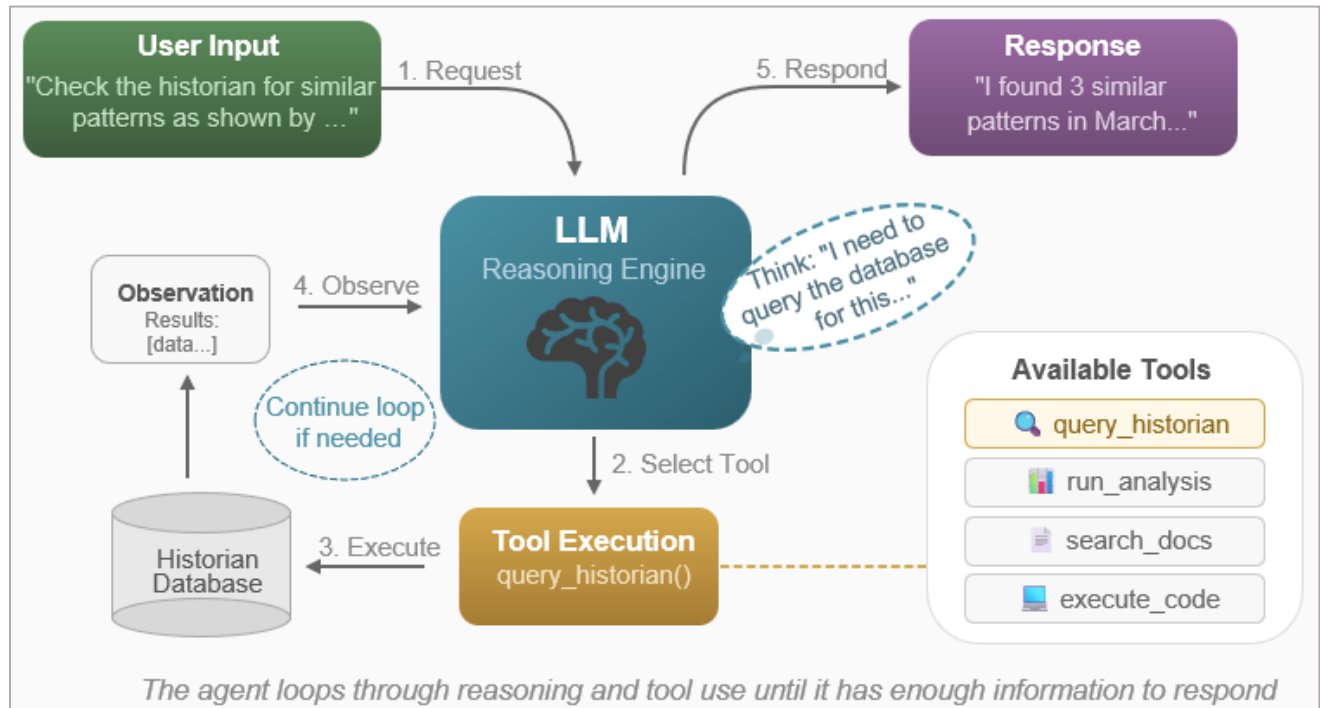 User Input
"Check the historian for similar
patterns as shown by ..."
1. Request
5. Respond
Response
"I found 3 similar
patterns in March..."
LLM
Reasoning Engine
Think: "I need to
query the database
for this..."
Observation
Results:
[data...]
4. Observe
Continue loop
if needed
2. Select Tool
Available Tools
query_historian
run_analysis
search_docs
execute_code
Historian
Database
3. Execute
Tool Execution
query_historian()
The agent loops through reasoning and tool use until it has enough information to respond